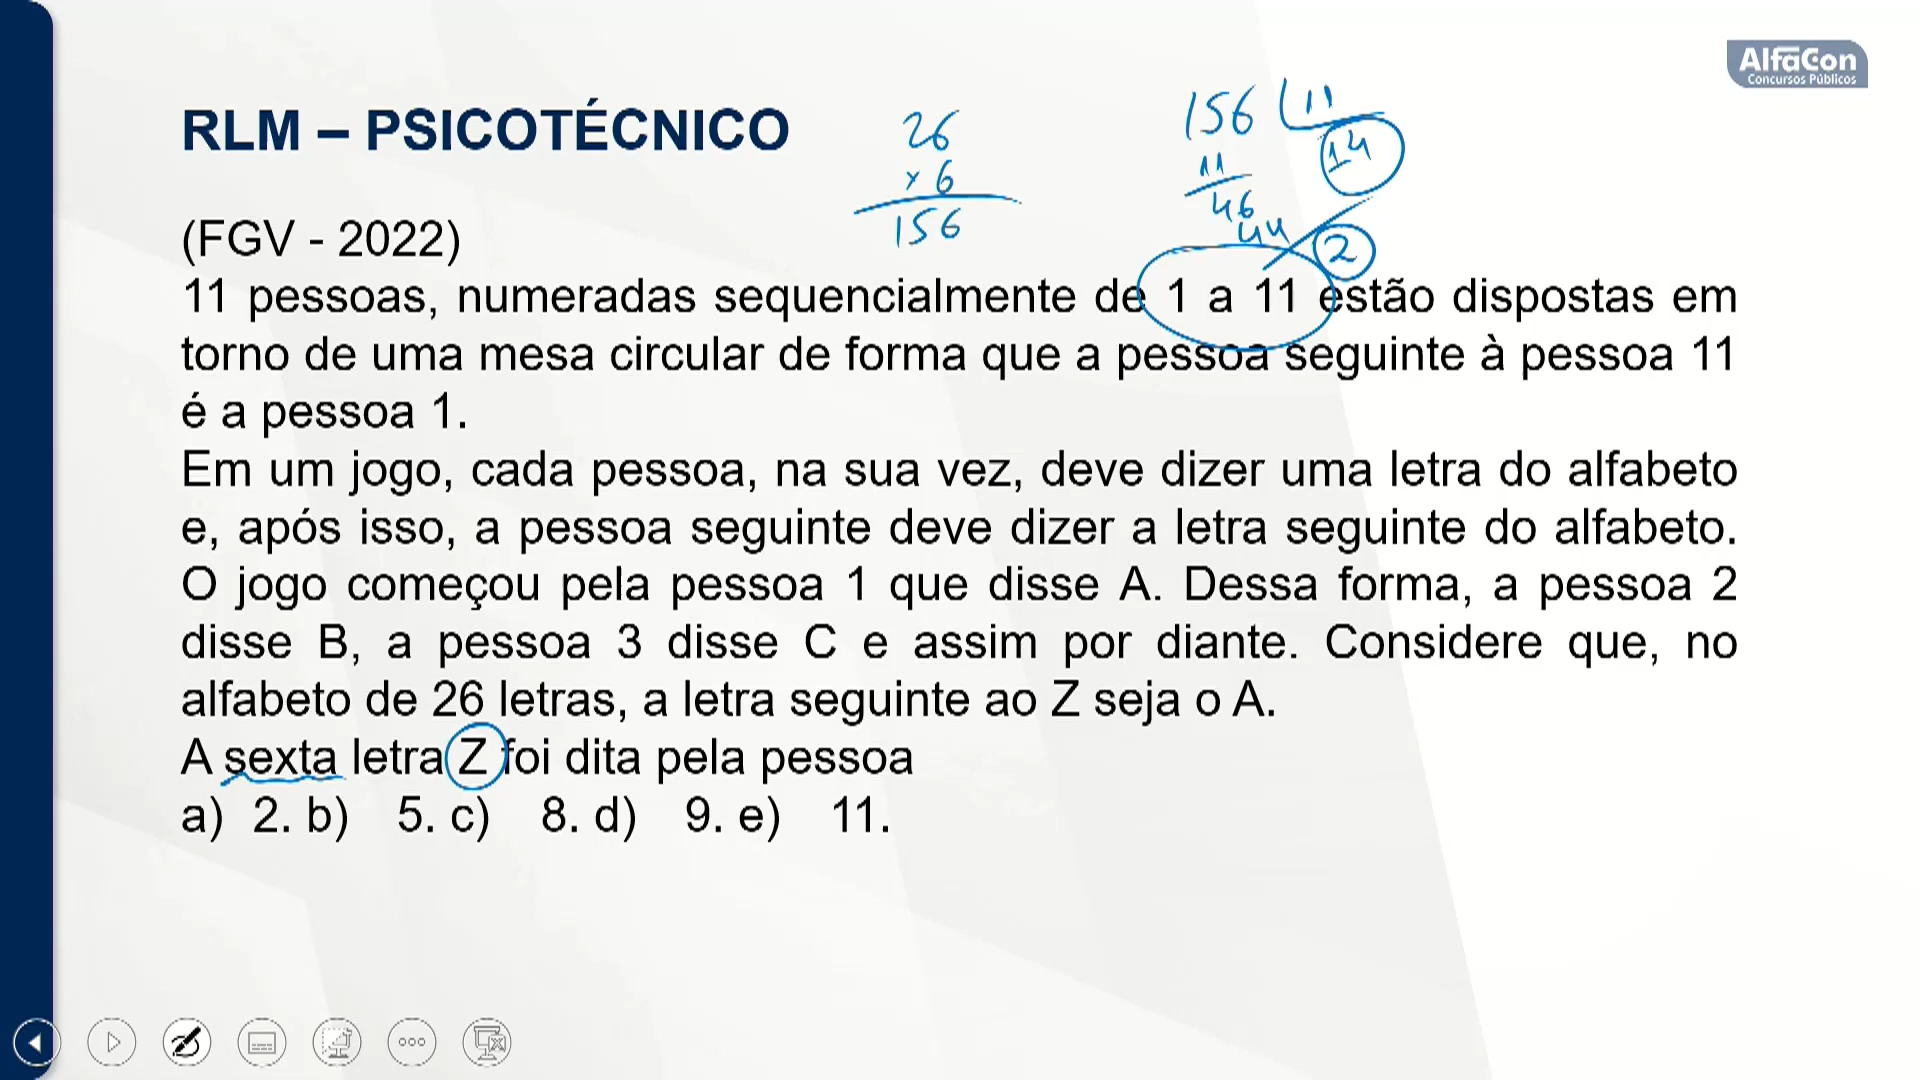 AlfaCon
Concursos Públicos
RLM – PSICOTÉCNICO
26
x 6
156
156 11
11 14
46
44
2
(FGV - 2022)
11 pessoas, numeradas sequencialmente de 1 a 11 estão dispostas em
torno de uma mesa circular de forma que a pessoa seguinte à pessoa 11
é a pessoa 1.
Em um jogo, cada pessoa, na sua vez, deve dizer uma letra do alfabeto
e, após isso, a pessoa seguinte deve dizer a letra seguinte do alfabeto.
O jogo começou pela pessoa 1 que disse A. Dessa forma, a pessoa 2
disse B, a pessoa 3 disse C e assim por diante. Considere que, no
alfabeto de 26 letras, a letra seguinte ao Z seja o A.
A sexta letra Z foi dita pela pessoa
a) 2. b) 5. c) 8. d) 9. e) 11.